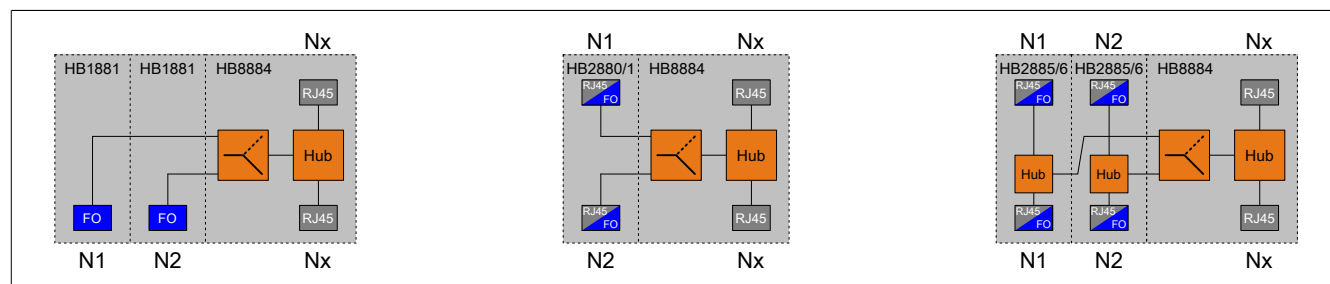 Nx
HB1881 HB1881 HB8884
RJ45
Hub
FO FO RJ45
N1 N2 Nx
N1 Nx
HB2880/1 HB8884
RJ45 FO RJ45
Hub
RJ45 FO RJ45
N2 Nx
N1 N2 Nx
HB2885/6 HB2885/6 HB8884
RJ45 FO RJ45 FO RJ45
Hub
Hub Hub
RJ45 FO RJ45 FO RJ45
N1 N2 Nx